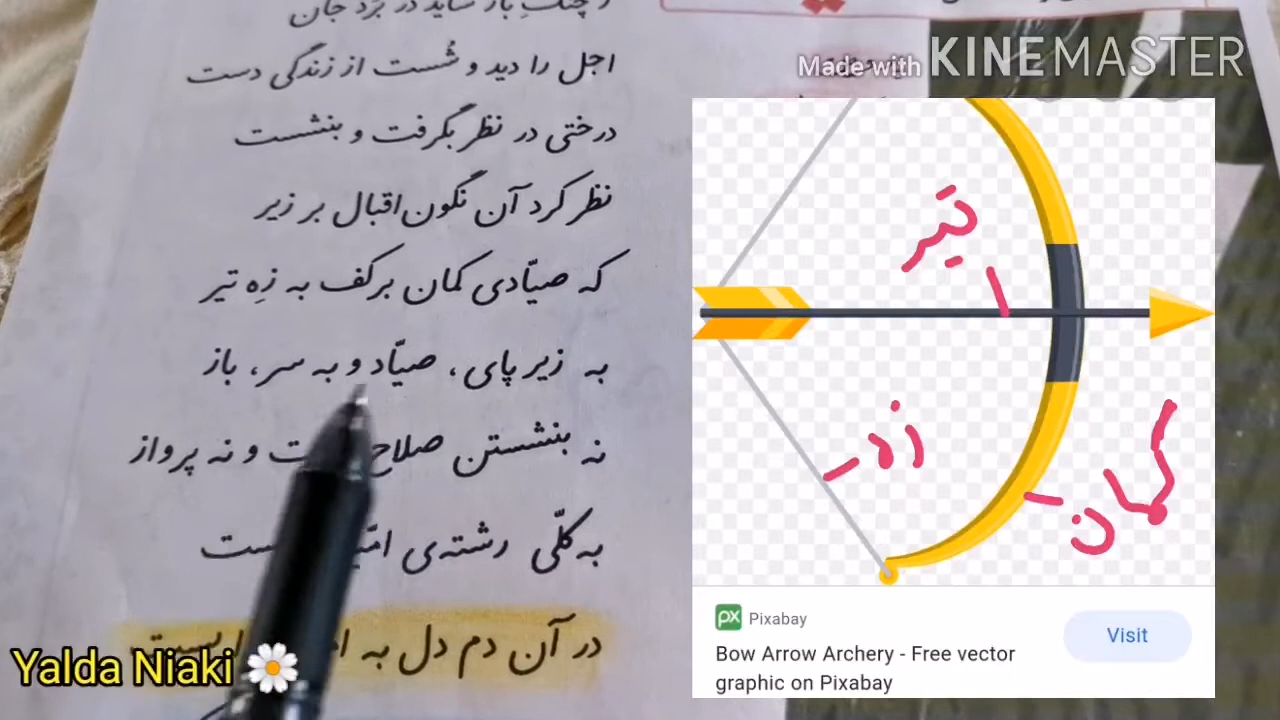 اجل را دید و شُست از زندگی دست
درختی در نظر بگرفت و بنشست
نظر کرد آن نگون اقبال بر زیر
که صیّادی کمان بر کف به زِه تیر
به زیر پای، صیّاد و به سر، باز
نه بنشستن صلاح و نه پرواز
به کلّی رشته‌ی
در آن دم دل به
Yalda Niaki
Made with KINEMASTER
تیر
زه
کمان
px Pixabay
Visit
Bow Arrow Archery - Free vector
graphic on Pixabay